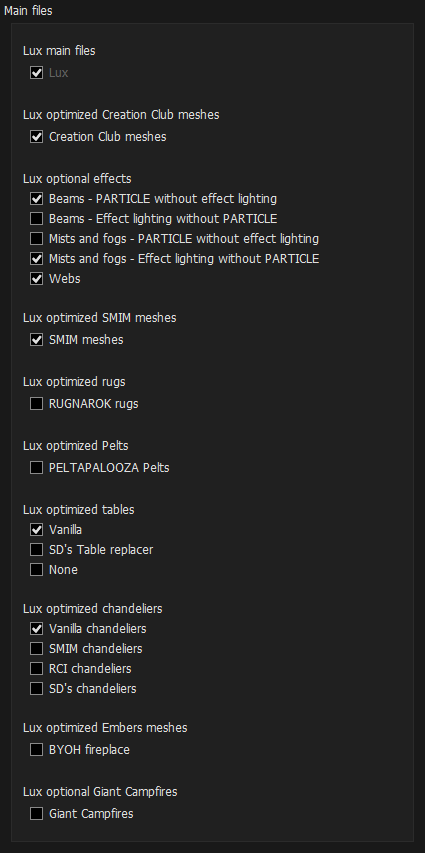 Main files
Lux main files
Lux
Lux optimized Creation Club meshes
Creation Club meshes
Lux optional effects
Beams - PARTICLE without effect lighting
Beams - Effect lighting without PARTICLE
Mists and fogs - PARTICLE without effect lighting
Mists and fogs - Effect lighting without PARTICLE
Webs
Lux optimized SMIM meshes
SMIM meshes
Lux optimized rugs
RUGNAROK rugs
Lux optimized Pelts
PELTAPALOOZA Pelts
Lux optimized tables
Vanilla
SD's Table replacer
None
Lux optimized chandeliers
Vanilla chandeliers
SMIM chandeliers
RCI chandeliers
SD's chandeliers
Lux optimized Embers meshes
BYOH fireplace
Lux optional Giant Campfires
Giant Campfires